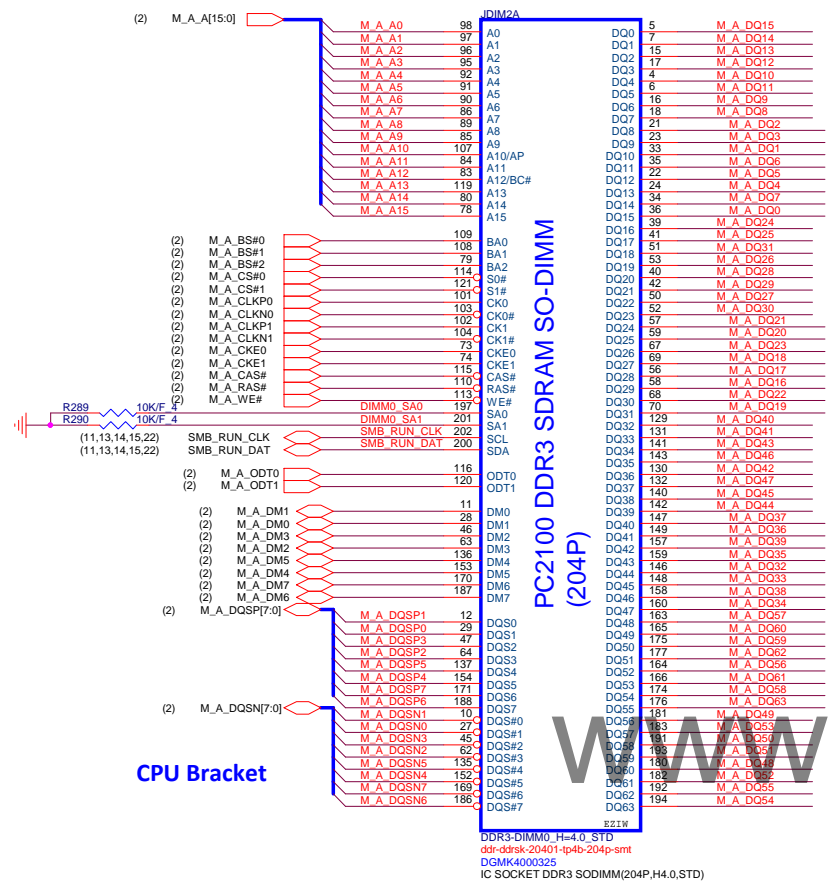 JDIM2A
(2) M_A_A[15:0]
M_A_A0 98 A0 DQ0 5 M_A_DQ15
M_A_A1 97 A1 DQ1 7 M_A_DQ14
M_A_A2 96 A2 DQ2 15 M_A_DQ13
M_A_A3 95 A3 DQ3 17 M_A_DQ12
M_A_A4 92 A4 DQ4 4 M_A_DQ10
M_A_A5 91 A5 DQ5 6 M_A_DQ11
M_A_A6 90 A6 DQ6 16 M_A_DQ9
M_A_A7 86 A7 DQ7 18 M_A_DQ8
M_A_A8 89 A8 DQ8 21 M_A_DQ2
M_A_A9 85 A9 DQ9 23 M_A_DQ3
M_A_A10 107 A10/AP DQ10 33 M_A_DQ1
M_A_A11 84 A11 DQ11 35 M_A_DQ6
M_A_A12 83 A12/BC# DQ12 22 M_A_DQ5
M_A_A13 119 A13 DQ13 24 M_A_DQ4
M_A_A14 80 A14 DQ14 34 M_A_DQ7
M_A_A15 78 A15 DQ15 36 M_A_DQ0
DQ16 39 M_A_DQ24
(2) M_A_BS#0 109 BA0 DQ17 41 M_A_DQ25
(2) M_A_BS#1 108 BA1 DQ18 51 M_A_DQ31
(2) M_A_BS#2 79 BA2 DQ19 53 M_A_DQ26
(2) M_A_CS#0 114 S0# DQ20 40 M_A_DQ28
(2) M_A_CS#1 121 S1# DQ21 42 M_A_DQ29
(2) M_A_CLKP0 101 CK0 DQ22 50 M_A_DQ27
(2) M_A_CLKN0 103 CK0# DQ23 52 M_A_DQ30
(2) M_A_CLKP1 102 CK1 DQ24 57 M_A_DQ21
(2) M_A_CLKN1 104 CK1# DQ25 59 M_A_DQ20
(2) M_A_CKE0 73 CKE0 DQ26 67 M_A_DQ23
(2) M_A_CKE1 74 CKE1 DQ27 69 M_A_DQ18
(2) M_A_CAS# 115 CAS# DQ28 56 M_A_DQ17
(2) M_A_RAS# 110 RAS# DQ29 58 M_A_DQ16
(2) M_A_WE# 113 WE# DQ30 68 M_A_DQ22
R289 10K/F_4 DIMM0_SA0 197 SA0 DQ31 70 M_A_DQ19
R290 10K/F_4 DIMM0_SA1 201 SA1 DQ32 129 M_A_DQ40
(11,13,14,15,22) SMB_RUN_CLK SMB_RUN_CLK 202 SCL DQ33 131 M_A_DQ41
(11,13,14,15,22) SMB_RUN_DAT SMB_RUN_DAT 200 SDA DQ34 141 M_A_DQ43
DQ35 143 M_A_DQ46
(2) M_A_ODT0 116 ODT0 DQ36 130 M_A_DQ42
(2) M_A_ODT1 120 ODT1 DQ37 132 M_A_DQ47
DQ38 140 M_A_DQ45
(2) M_A_DM1 11 DM0 DQ39 142 M_A_DQ44
(2) M_A_DM0 28 DM1 DQ40 147 M_A_DQ37
(2) M_A_DM3 46 DM2 DQ41 149 M_A_DQ36
(2) M_A_DM2 63 DM3 DQ42 157 M_A_DQ39
(2) M_A_DM5 136 DM4 DQ43 159 M_A_DQ35
(2) M_A_DM4 153 DM5 DQ44 146 M_A_DQ32
(2) M_A_DM7 170 DM6 DQ45 148 M_A_DQ33
(2) M_A_DM6 187 DM7 DQ46 158 M_A_DQ38
(2) M_A_DQSP[7:0] DQ47 160 M_A_DQ34
M_A_DQSP1 12 DQS0 DQ48 163 M_A_DQ57
M_A_DQSP0 29 DQS1 DQ49 165 M_A_DQ60
M_A_DQSP3 47 DQS2 DQ50 175 M_A_DQ59
M_A_DQSP2 64 DQS3 DQ51 177 M_A_DQ62
M_A_DQSP5 137 DQS4 DQ52 164 M_A_DQ56
M_A_DQSP4 154 DQS5 DQ53 166 M_A_DQ61
M_A_DQSP7 171 DQS6 DQ54 174 M_A_DQ58
M_A_DQSP6 188 DQS7 DQ55 176 M_A_DQ63
(2) M_A_DQSN[7:0] M_A_DQSN1 10 DQS#0 DQ56 181 M_A_DQ49
M_A_DQSN0 27 DQS#1 DQ57 183 M_A_DQ53
M_A_DQSN3 45 DQS#2 DQ58 191 M_A_DQ50
M_A_DQSN2 62 DQS#3 DQ59 193 M_A_DQ51
M_A_DQSN5 135 DQS#4 DQ60 180 M_A_DQ48
M_A_DQSN4 152 DQS#5 DQ61 182 M_A_DQ52
M_A_DQSN7 169 DQS#6 DQ62 192 M_A_DQ55
M_A_DQSN6 186 DQS#7 DQ63 194 M_A_DQ54
PC2100 DDR3 SDRAM SO-DIMM
(204P)
CPU Bracket
www
EZIW
DDR3-DIMM0_H=4.0_STD
ddr-ddrsk-20401-tp4b-204p-smt
DGMK4000325
IC SOCKET DDR3 SODIMM(204P,H4.0,STD)